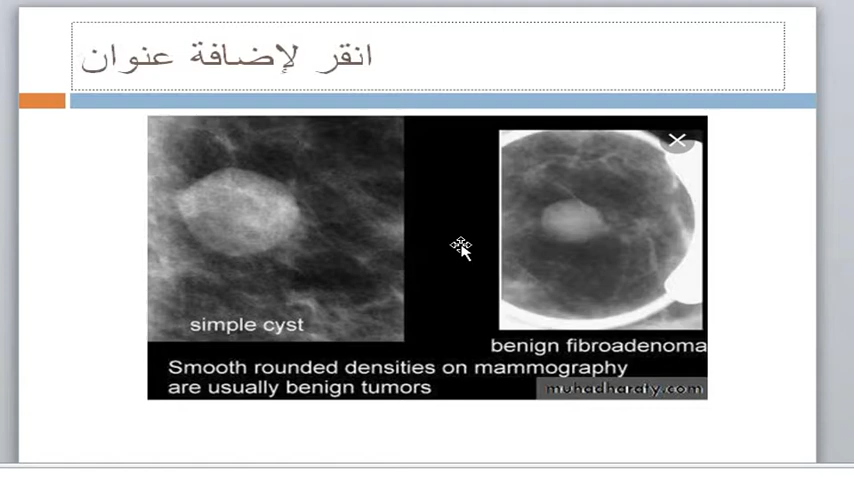 انقر لإضافة عنوان
simple cyst
benign fibroadenoma
Smooth rounded densities on mammography
are usually benign tumors
muhadharaty.com